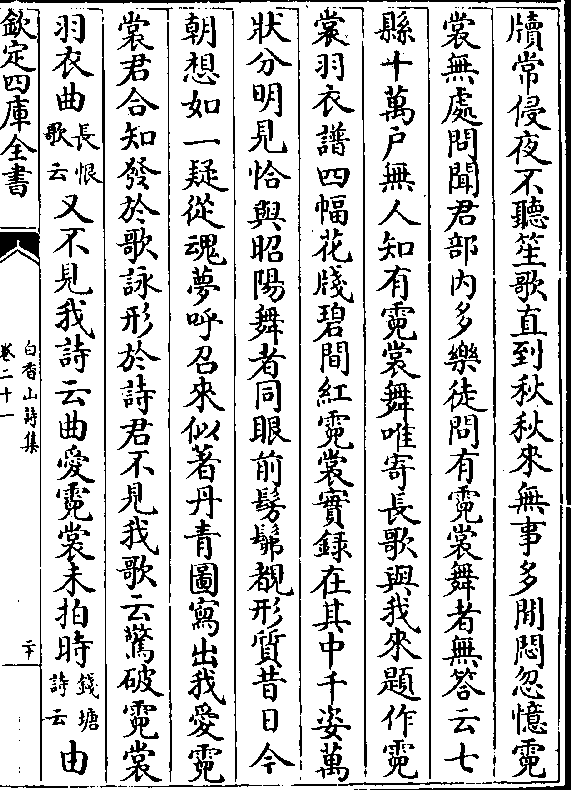 牘常侵夜不聽笙歌直到秋秋來無事多閒悶忽憶霓
裳無處問聞君部内多樂徒問有霓裳舞者無答云七
縣十萬户無人知有霓裳舞唯寄長歌與我來題作霓
裳羽衣譜四幅花牋碧間紅霓裳實錄在其中千姿萬
狀分明見恰與昭陽舞者同眼前髣髴覩形質昔日今
朝想如一疑從魂夢呼召來似著丹青圖寫出我愛霓
裳君合知發於歌詠形於詩君不見我歌云驚破霓裳
羽衣曲長恨歌云又不見我詩云曲愛霓裳未拍時錢塘詩云由
欽定四庫全書
白香山詩集
卷二十一
二十